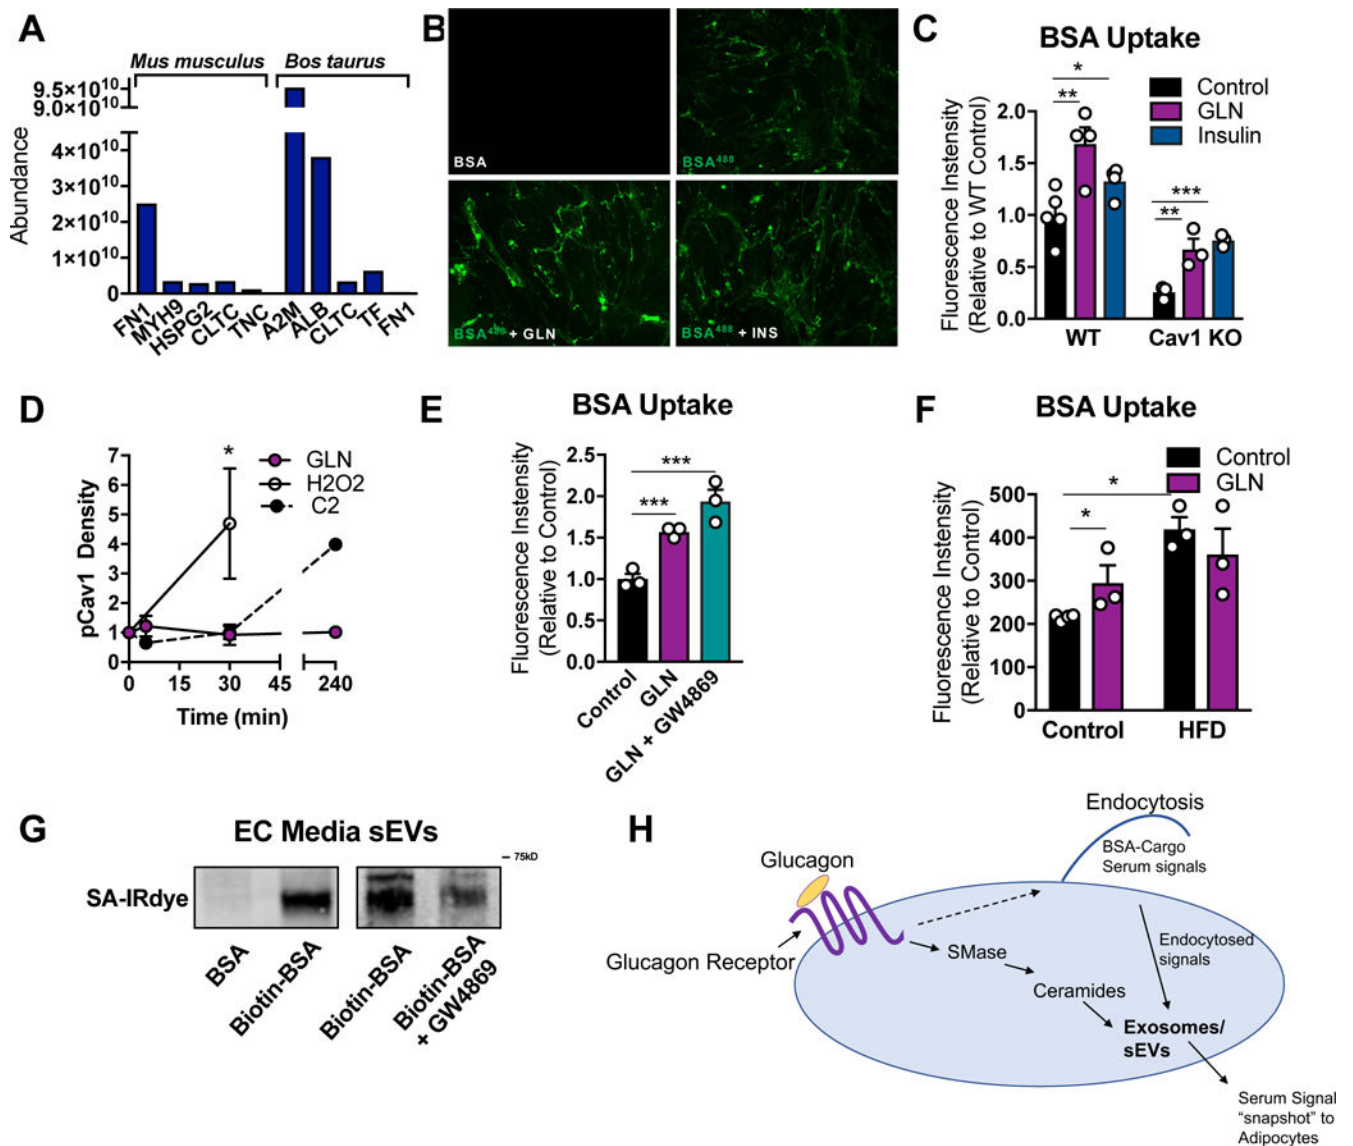 A
Mus musculus
Bos taurus
9.5×10¹⁰
9.0×10¹⁰
4×10¹⁰
3×10¹⁰
2×10¹⁰
1×10¹⁰
0
Abundance
FN1
MYH9
HSPG2
CLTC
TNC
A2M
ALB
CLTC
TF
FN1
B
BSA
BSA⁴⁸⁸
BSA⁴⁸⁸ + GLN
BSA⁴⁸⁸ + INS
C
BSA Uptake
Control
GLN
Insulin
*
**
***
**
2.0
1.5
1.0
0.5
0.0
Fluorescence Instensity
(Relative to WT Control)
WT
Cav1 KO
D
7
6
5
4
3
2
1
0
pCav1 Density
*
GLN
H2O2
C2
0
15
30
45
240
Time (min)
E
BSA Uptake
2.5
2.0
1.5
1.0
0.5
0.0
Fluorescence Instensity
(Relative to Control)
***
***
Control
GLN
GLN + GW4869
F
BSA Uptake
Control
GLN
500
400
300
200
100
0
Fluorescence Instensity
(Relative to Control)
*
*
Control
HFD
G
EC Media sEVs
75kD
SA-IRdye
BSA
Biotin-BSA
Biotin-BSA
Biotin-BSA
+ GW4869
H
Endocytosis
BSA-Cargo
Serum signals
Glucagon
Glucagon Receptor
SMase
Ceramides
Endocytosed
signals
Exosomes/
sEVs
Serum Signal
"snapshot" to
Adipocytes